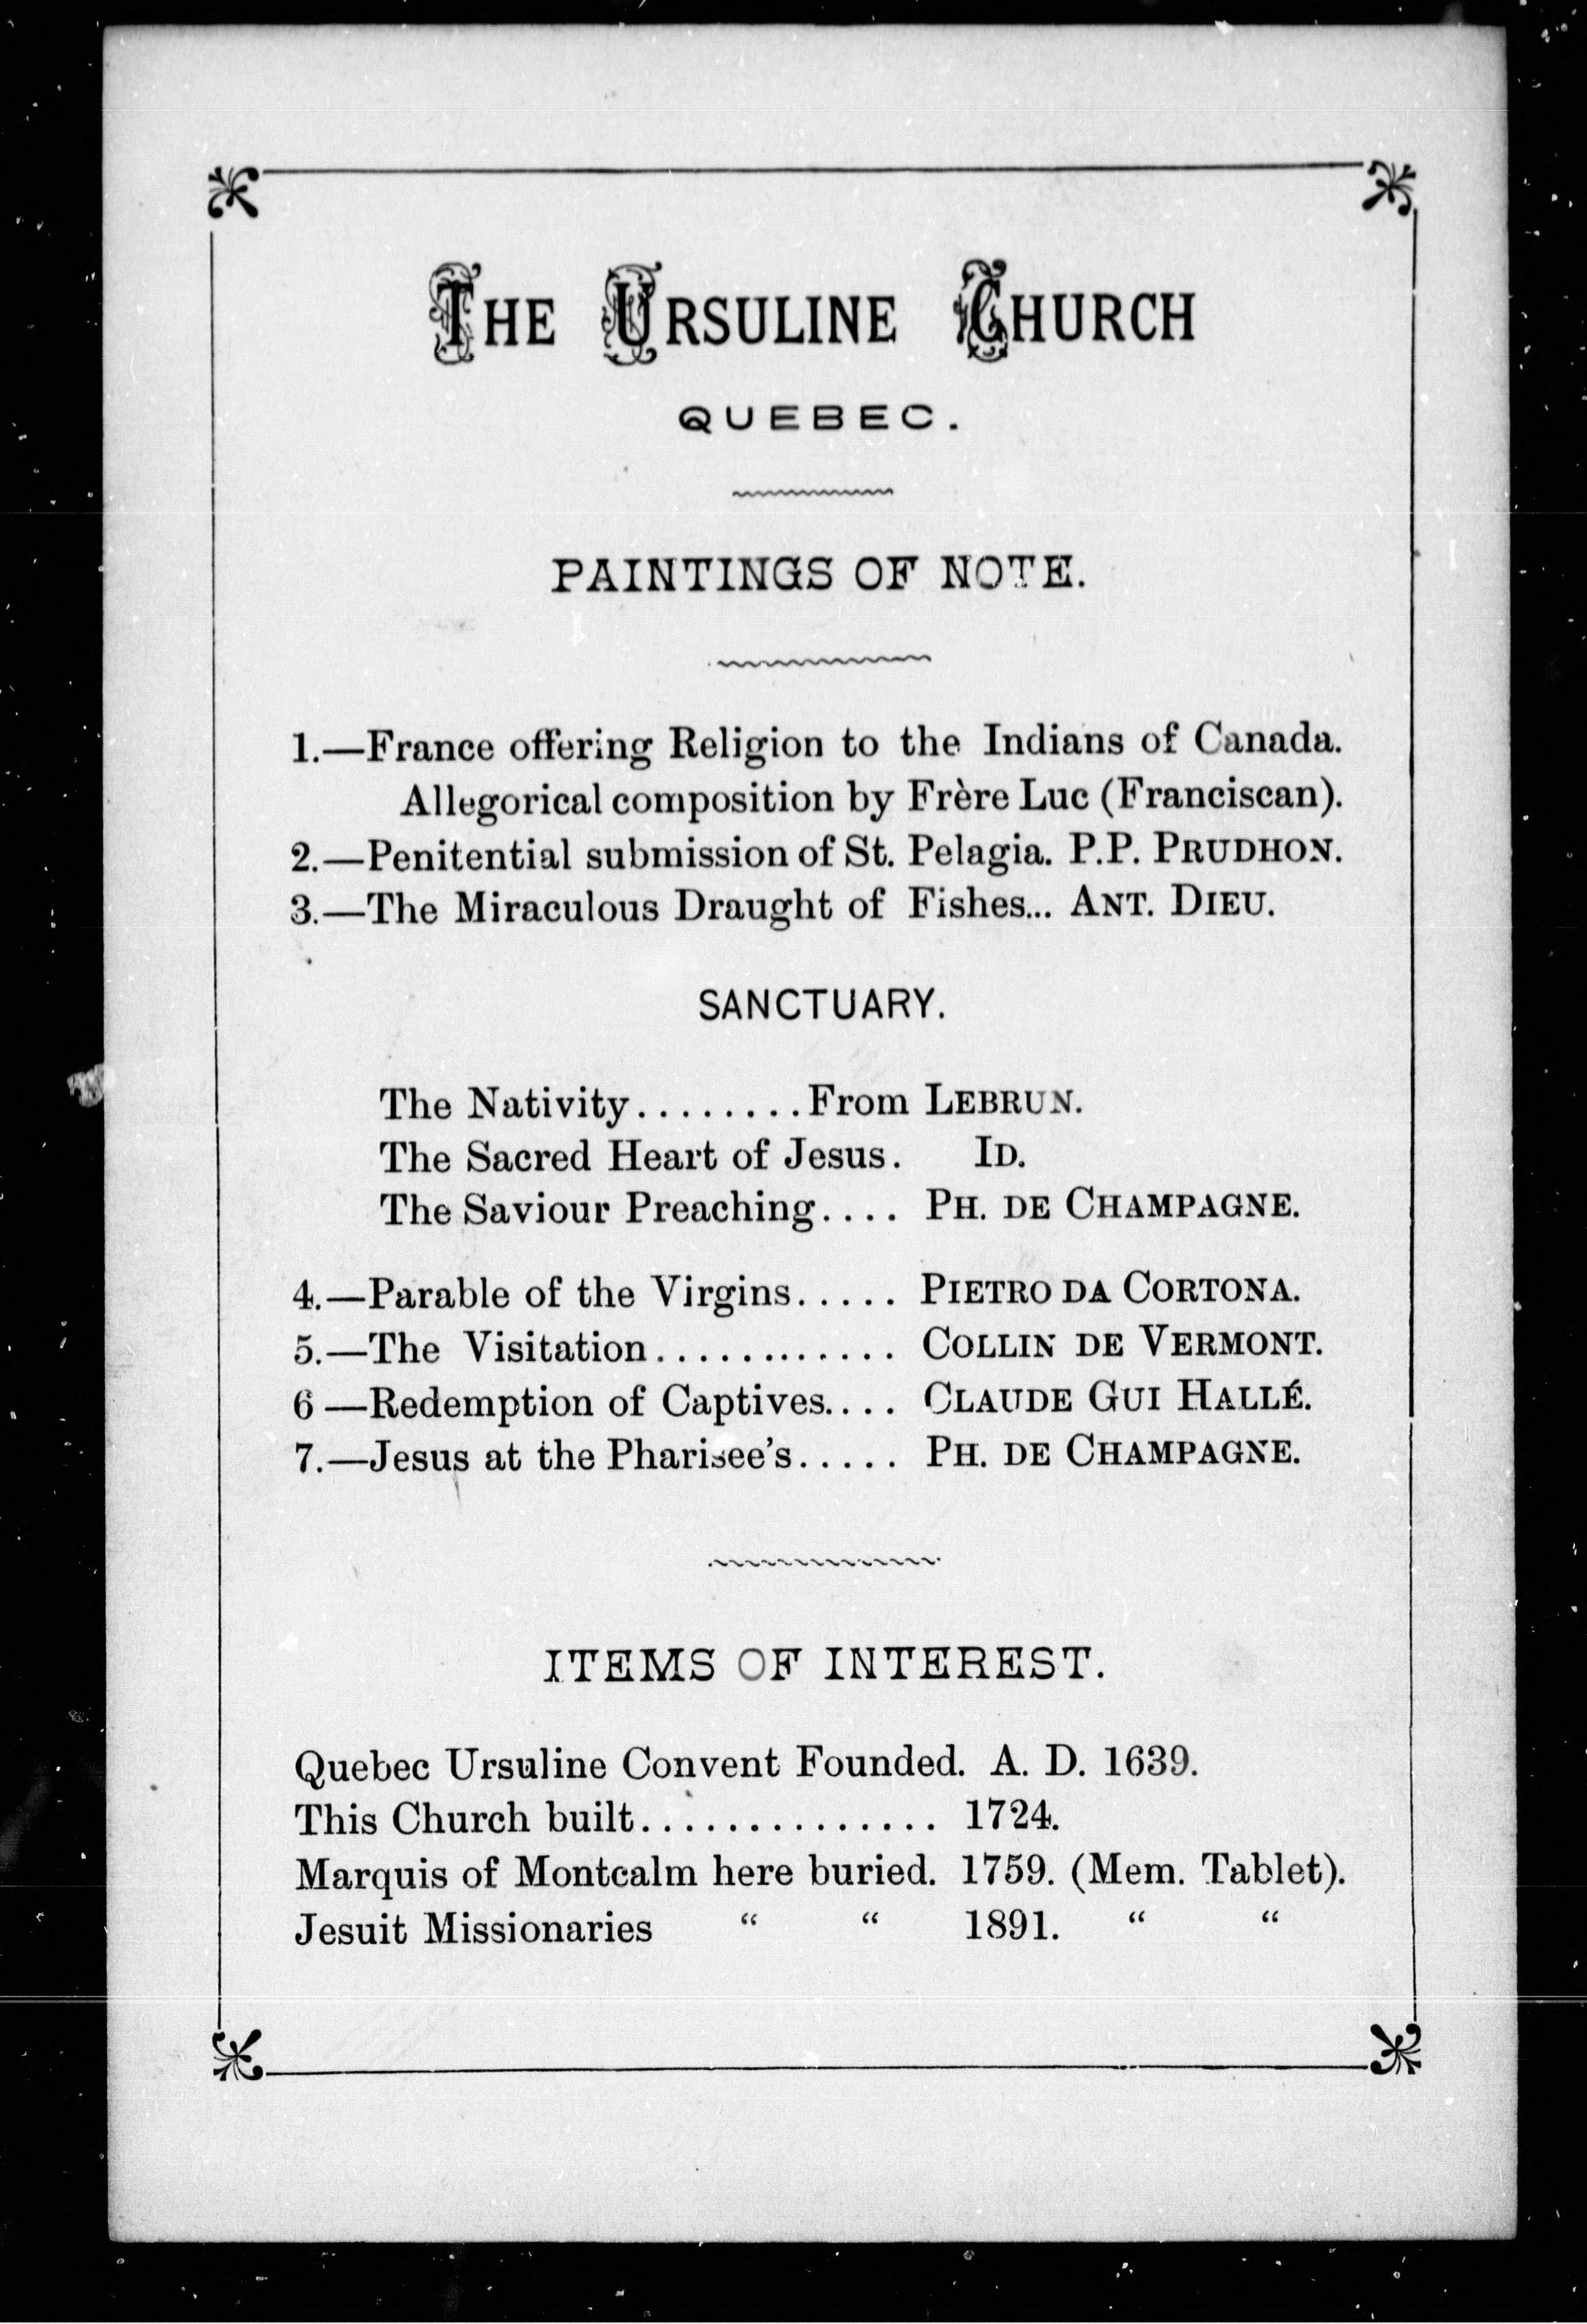 THE URSULINE CHURCH
QUEBEC.
PAINTINGS OF NOTE.
1.—France offering Religion to the Indians of Canada.
Allegorical composition by Frère Luc (Franciscan).
2.—Penitential submission of St. Pelagia. P.P. PRUDHON.
3.—The Miraculous Draught of Fishes... ANT. DIEU.
SANCTUARY.
The Nativity........From LEBRUN.
The Sacred Heart of Jesus. ID.
The Saviour Preaching.... PH. DE CHAMPAGNE.
4.—Parable of the Virgins..... PIETRO DA CORTONA.
5.—The Visitation............ COLLIN DE VERMONT.
6 —Redemption of Captives.... CLAUDE GUI HALLÉ.
7.—Jesus at the Pharisee's..... PH. DE CHAMPAGNE.
ITEMS OF INTEREST.
Quebec Ursuline Convent Founded. A. D. 1639.
This Church built.............. 1724.
Marquis of Montcalm here buried. 1759. (Mem. Tablet).
Jesuit Missionaries “ “ 1891. “ “